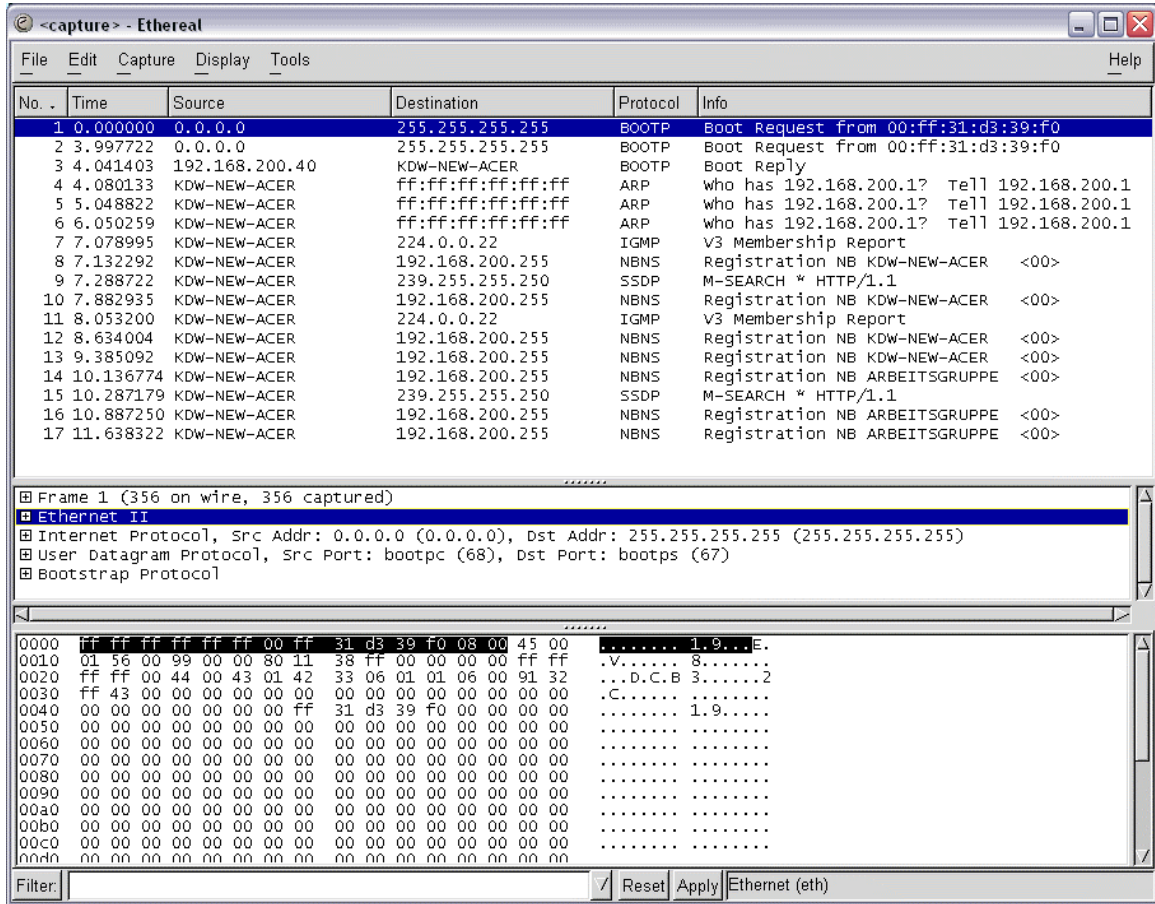 <capture> - Ethereal
File Edit Capture Display Tools Help
No. Time Source Destination Protocol Info
1 0.000000 0.0.0.0 255.255.255.255 BOOTP Boot Request from 00:ff:31:d3:39:f0
2 3.997722 0.0.0.0 255.255.255.255 BOOTP Boot Request from 00:ff:31:d3:39:f0
3 4.041403 192.168.200.40 KDW-NEW-ACER BOOTP Boot Reply
4 4.080133 KDW-NEW-ACER ff:ff:ff:ff:ff:ff ARP Who has 192.168.200.1? Tell 192.168.200.1
5 5.048822 KDW-NEW-ACER ff:ff:ff:ff:ff:ff ARP Who has 192.168.200.1? Tell 192.168.200.1
6 6.050259 KDW-NEW-ACER ff:ff:ff:ff:ff:ff ARP Who has 192.168.200.1? Tell 192.168.200.1
7 7.078995 KDW-NEW-ACER 224.0.0.22 IGMP V3 Membership Report
8 7.132292 KDW-NEW-ACER 192.168.200.255 NBNS Registration NB KDW-NEW-ACER <00>
9 7.288722 KDW-NEW-ACER 239.255.255.250 SSDP M-SEARCH * HTTP/1.1
10 7.882935 KDW-NEW-ACER 192.168.200.255 NBNS Registration NB KDW-NEW-ACER <00>
11 8.053200 KDW-NEW-ACER 224.0.0.22 IGMP V3 Membership Report
12 8.634004 KDW-NEW-ACER 192.168.200.255 NBNS Registration NB KDW-NEW-ACER <00>
13 9.385092 KDW-NEW-ACER 192.168.200.255 NBNS Registration NB KDW-NEW-ACER <00>
14 10.136774 KDW-NEW-ACER 192.168.200.255 NBNS Registration NB ARBEITSGRUPPE <00>
15 10.287179 KDW-NEW-ACER 239.255.255.250 SSDP M-SEARCH * HTTP/1.1
16 10.887250 KDW-NEW-ACER 192.168.200.255 NBNS Registration NB ARBEITSGRUPPE <00>
17 11.638322 KDW-NEW-ACER 192.168.200.255 NBNS Registration NB ARBEITSGRUPPE <00>
Frame 1 (356 on wire, 356 captured)
Ethernet II
Internet Protocol, Src Addr: 0.0.0.0 (0.0.0.0), Dst Addr: 255.255.255.255 (255.255.255.255)
User Datagram Protocol, Src Port: bootpc (68), Dst Port: bootps (67)
Bootstrap Protocol
0000 ff ff ff ff ff ff 00 ff 31 d3 39 f0 08 00 45 00 ........ 1.9...E.
0010 01 56 00 99 00 00 80 11 38 ff 00 00 00 00 ff ff .V...... 8.......
0020 ff ff 00 44 00 43 01 42 33 06 01 01 06 00 91 32 ...D.C.B 3......2
0030 ff 43 00 00 00 00 00 00 00 00 00 00 00 00 00 00 .C...... ........
0040 00 00 00 00 00 00 00 ff 31 d3 39 f0 00 00 00 00 ........ 1.9.....
0050 00 00 00 00 00 00 00 00 00 00 00 00 00 00 00 00 ........ ........
0060 00 00 00 00 00 00 00 00 00 00 00 00 00 00 00 00 ........ ........
0070 00 00 00 00 00 00 00 00 00 00 00 00 00 00 00 00 ........ ........
0080 00 00 00 00 00 00 00 00 00 00 00 00 00 00 00 00 ........ ........
0090 00 00 00 00 00 00 00 00 00 00 00 00 00 00 00 00 ........ ........
00a0 00 00 00 00 00 00 00 00 00 00 00 00 00 00 00 00 ........ ........
00b0 00 00 00 00 00 00 00 00 00 00 00 00 00 00 00 00 ........ ........
00c0 00 00 00 00 00 00 00 00 00 00 00 00 00 00 00 00 ........ ........
00d0 00 00 00 00 00 00 00 00 00 00 00 00 00 00 00 00 ........ ........
Filter: Reset Apply Ethernet (eth)